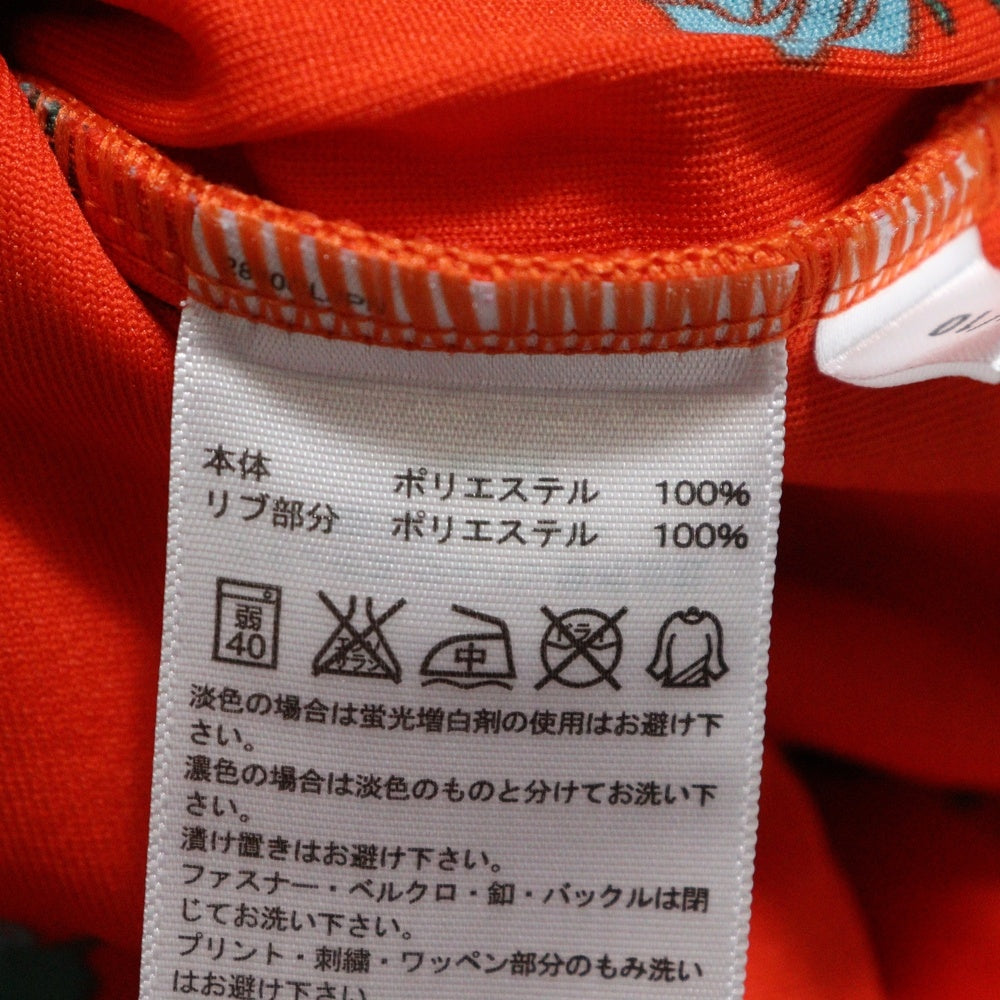 本体 ポリエステル 100%
リブ部分 ポリエステル 100%
弱
40
中
ドライ
淡色の場合は蛍光増白剤の使用はお避け下
さい。
濃色の場合は淡色のものと分けてお洗い下
さい。
漬け置きはお避け下さい。
ファスナー・ベルクロ・釦・バックルは閉
じてお洗い下さい。
プリント・刺繍・ワッペン部分のもみ洗い
はお避け下さい